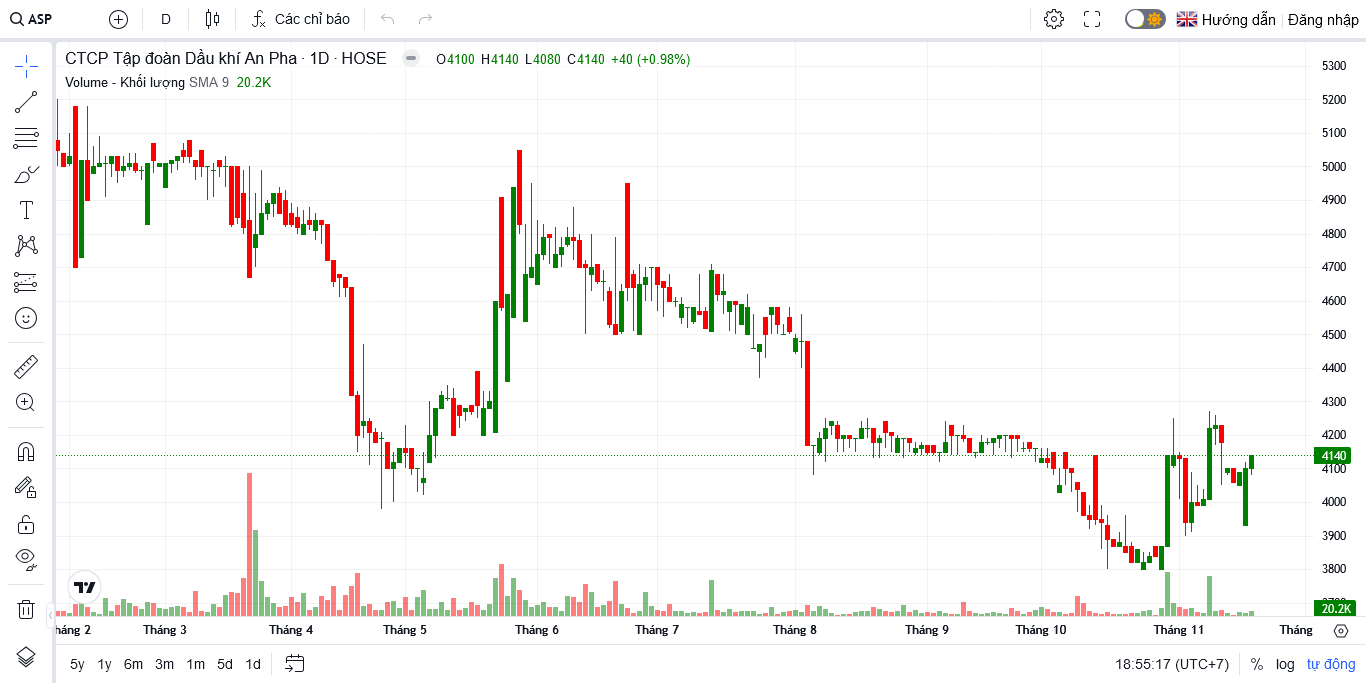 ASP D Các chỉ báo Hướng dẫn Đăng nhập
CTCP Tập đoàn Dầu khí An Pha · 1D · HOSE O4100 H4140 L4080 C4140 +40 (+0.98%)
Volume - Khối lượng SMA 9 20.2K
5300
5200
5100
5000
4900
4800
4700
4600
4500
4400
4300
4200
4140
4100
4000
3900
3800
20.2K
háng 2 Tháng 3 Tháng 4 Tháng 5 Tháng 6 Tháng 7 Tháng 8 Tháng 9 Tháng 10 Tháng 11 Tháng
5y 1y 6m 3m 1m 5d 1d 18:55:17 (UTC+7) % log tự động